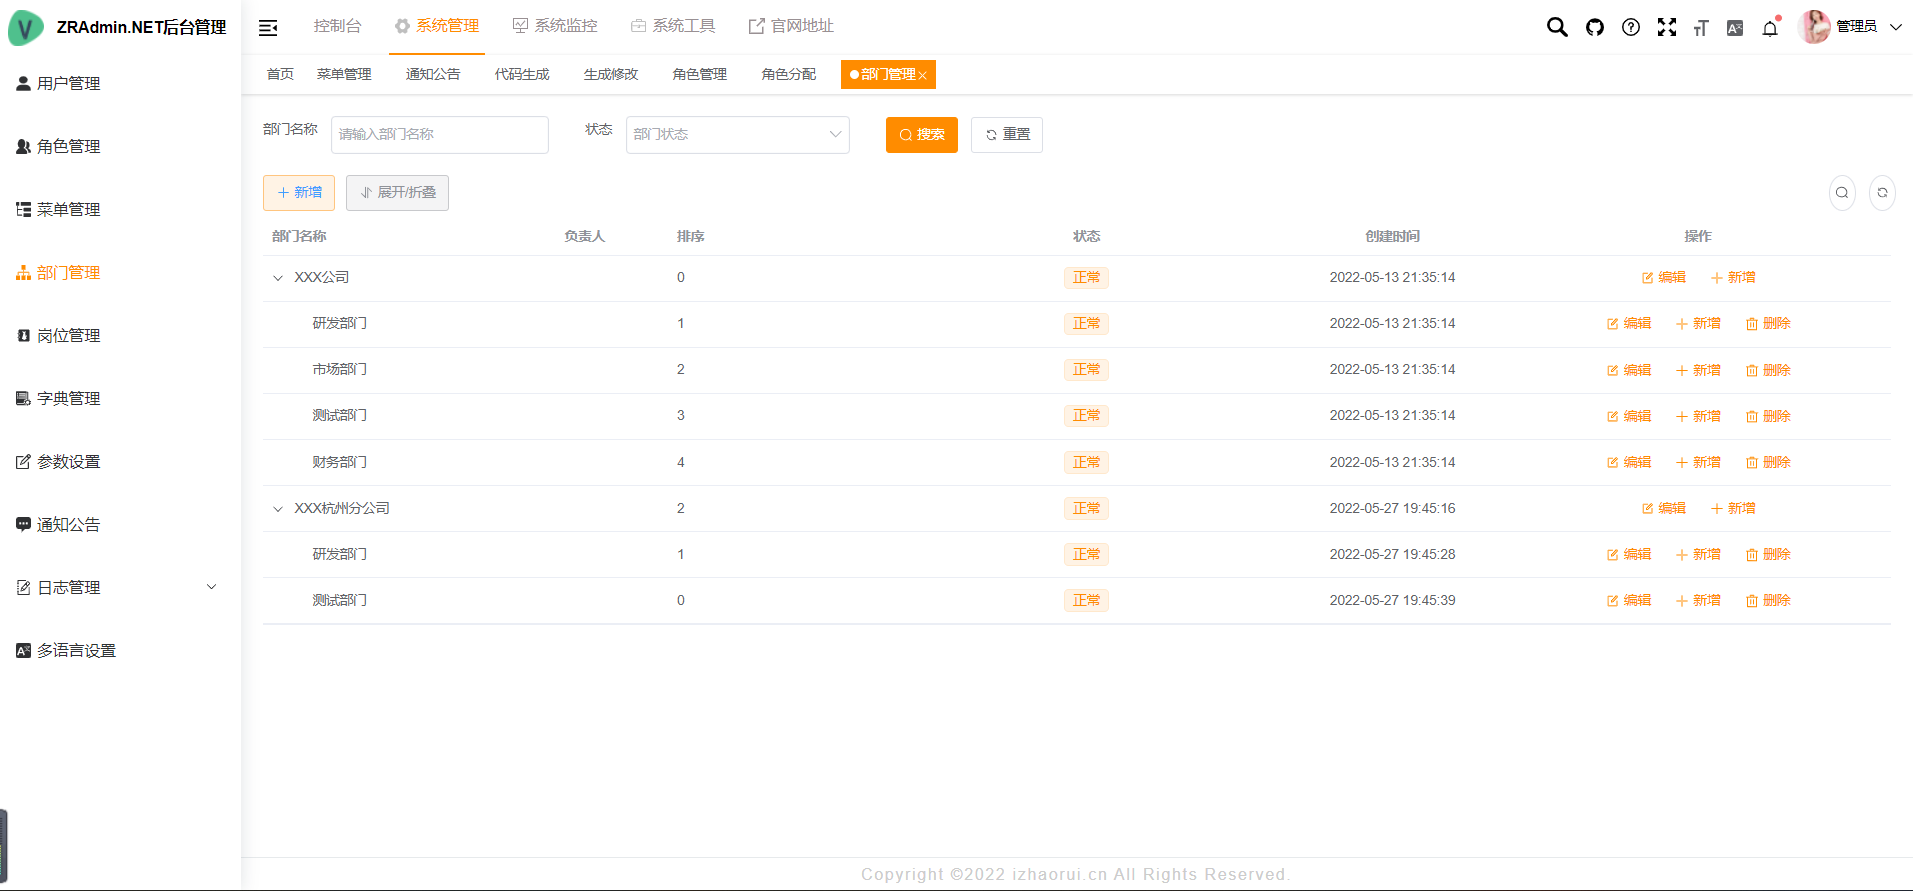 ZRAdmin.NET后台管理
控制台 系统管理 系统监控 系统工具 官网地址
管理员
首页 菜单管理 通知公告 代码生成 生成修改 角色管理 角色分配 部门管理
用户管理
角色管理
菜单管理
部门管理
岗位管理
字典管理
参数设置
通知公告
日志管理
多语言设置
部门名称 请输入部门名称 状态 部门状态 搜索 重置
新增 展开/折叠
部门名称 负责人 排序 状态 创建时间 操作
XXX公司 0 正常 2022-05-13 21:35:14 编辑 新增
研发部门 1 正常 2022-05-13 21:35:14 编辑 新增 删除
市场部门 2 正常 2022-05-13 21:35:14 编辑 新增 删除
测试部门 3 正常 2022-05-13 21:35:14 编辑 新增 删除
财务部门 4 正常 2022-05-13 21:35:14 编辑 新增 删除
XXX杭州分公司 2 正常 2022-05-27 19:45:16 编辑 新增
研发部门 1 正常 2022-05-27 19:45:28 编辑 新增 删除
测试部门 0 正常 2022-05-27 19:45:39 编辑 新增 删除
Copyright ©2022 izhaorui.cn All Rights Reserved.